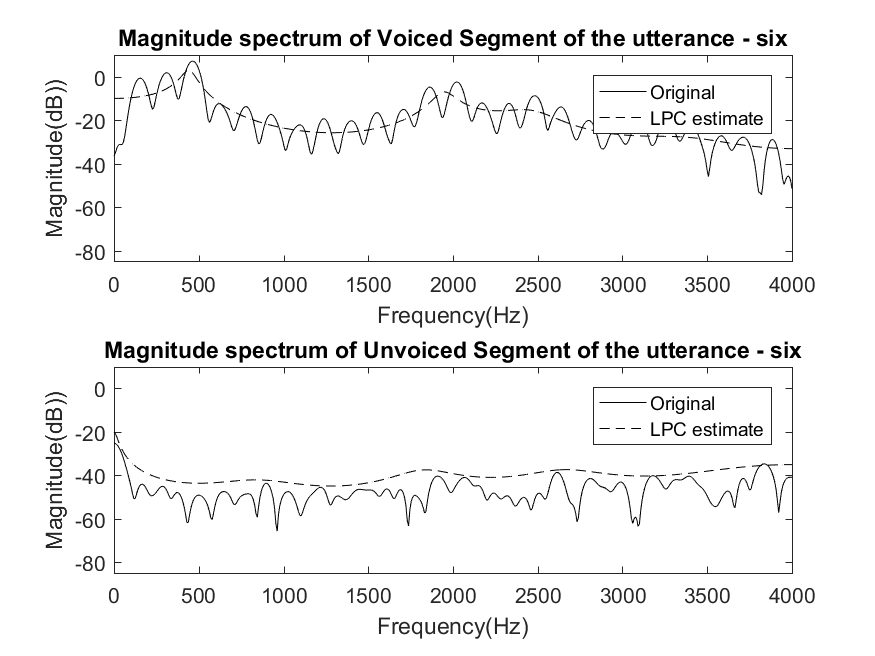 Magnitude spectrum of Voiced Segment of the utterance - six
Magnitude(dB))
0
-20
-40
-60
-80
Original
LPC estimate
0 500 1000 1500 2000 2500 3000 3500 4000
Frequency(Hz)
Magnitude spectrum of Unvoiced Segment of the utterance - six
Magnitude(dB))
0
-20
-40
-60
-80
Original
LPC estimate
0 500 1000 1500 2000 2500 3000 3500 4000
Frequency(Hz)